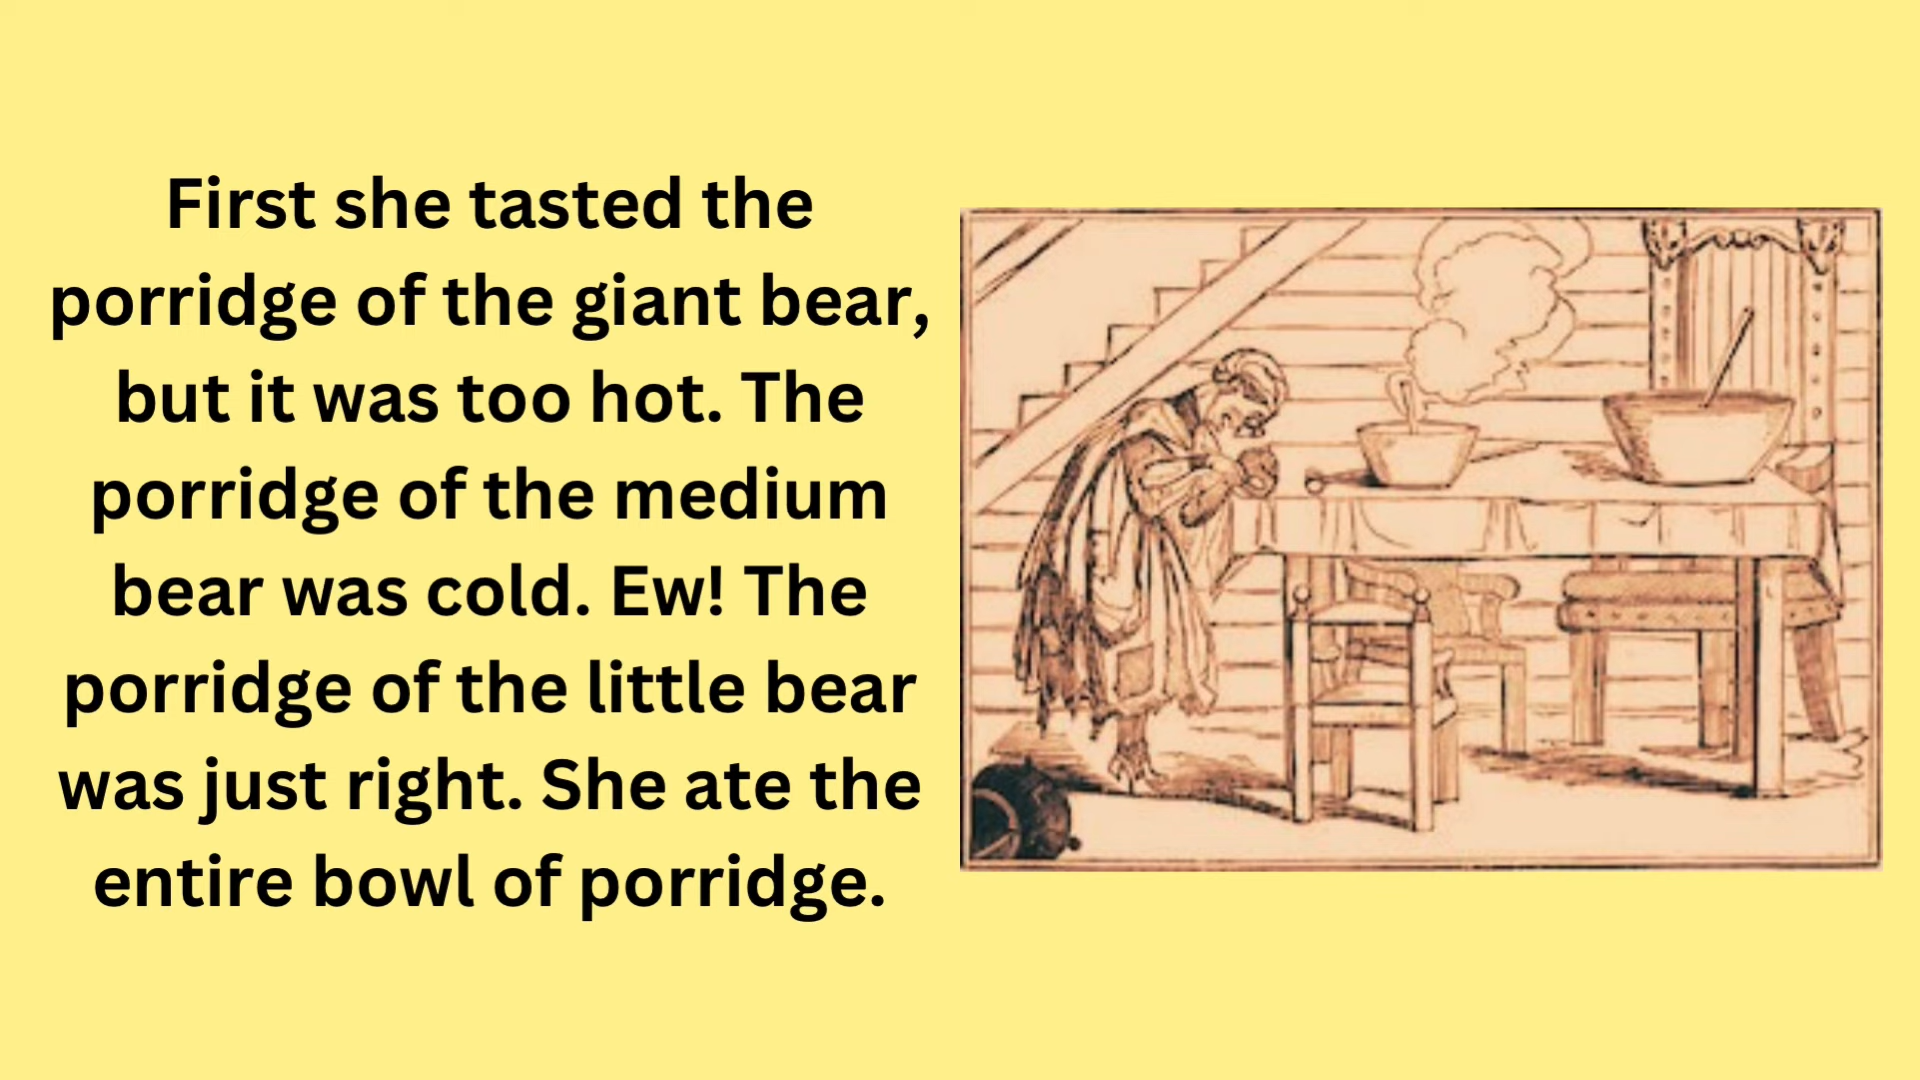 First she tasted the
porridge of the giant bear,
but it was too hot. The
porridge of the medium
bear was cold. Ew! The
porridge of the little bear
was just right. She ate the
entire bowl of porridge.